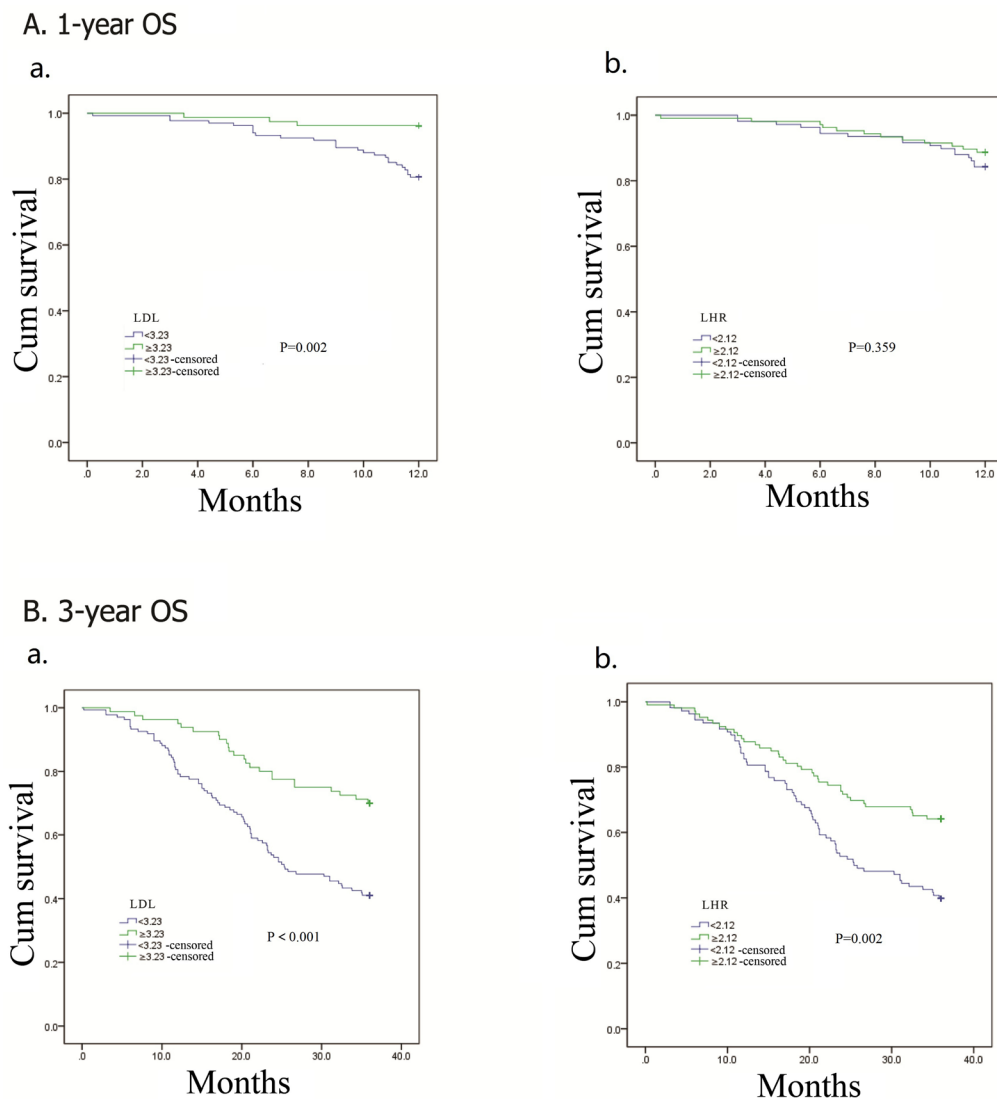 A. 1-year OS
a.
1.0
0.8
0.6
0.4
0.2
0.0
Cum survival
LDL
<3.23
≥3.23
<3.23-censored
≥3.23-censored
P=0.002
.0 2.0 4.0 6.0 8.0 10.0 12.0
Months
b.
1.0
0.8
0.6
0.4
0.2
0.0
Cum survival
LHR
<2.12
≥2.12
<2.12-censored
≥2.12-censored
P=0.359
.0 2.0 4.0 6.0 8.0 10.0 12.0
Months
B. 3-year OS
a.
1.0
0.8
0.6
0.4
0.2
0.0
Cum survival
LDL
<3.23
≥3.23
<3.23 -censored
≥3.23 -censored
P < 0.001
.0 10.0 20.0 30.0 40.0
Months
b.
1.0
0.8
0.6
0.4
0.2
0.0
Cum survival
LHR
<2.12
≥2.12
<2.12 -censored
≥2.12 -censored
P=0.002
.0 10.0 20.0 30.0 40.0
Months